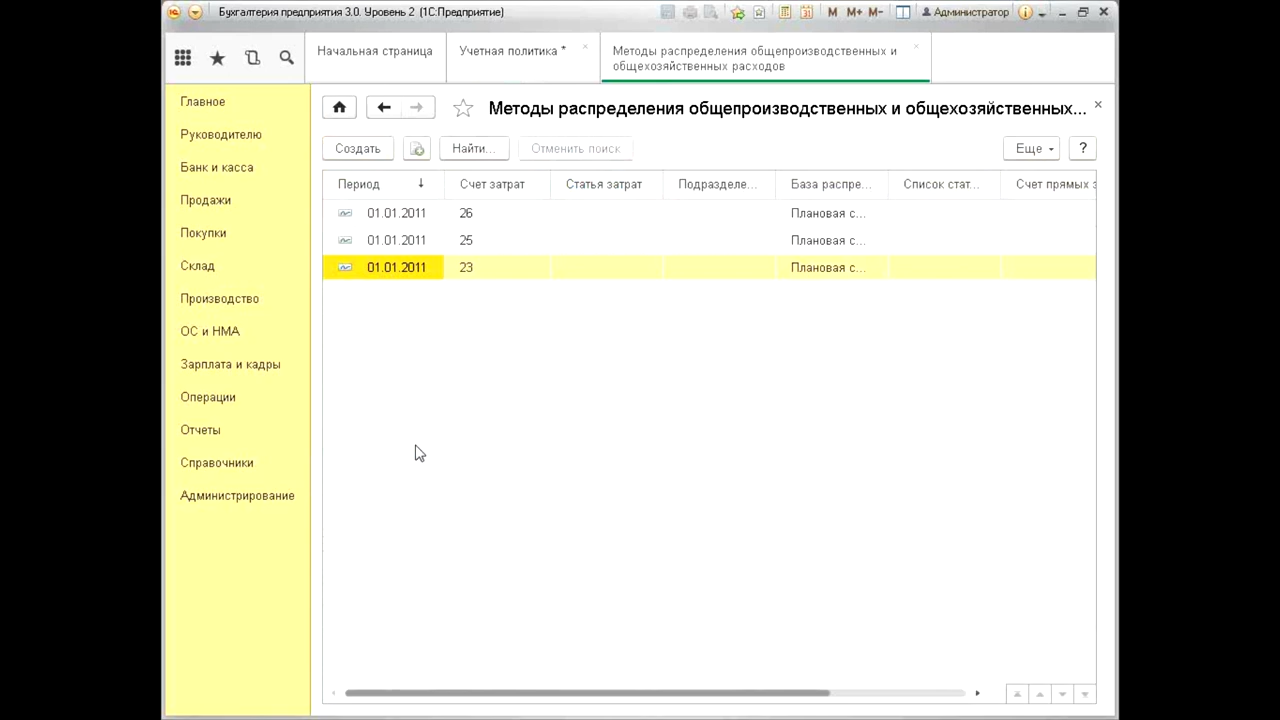 Бухгалтерия предприятия 3.0. Уровень 2 (1С:Предприятие)
M M+ M- Администратор
Начальная страница
Учетная политика *
Методы распределения общепроизводственных и
общехозяйственных расходов
Главное
Руководителю
Банк и касса
Продажи
Покупки
Склад
Производство
ОС и НМА
Зарплата и кадры
Операции
Отчеты
Справочники
Администрирование
Методы распределения общепроизводственных и общехозяйственных...
Создать Найти... Отменить поиск Еще ?
Период Счет затрат Статья затрат Подразделе... База распре... Список стат... Счет прямых з
01.01.2011 26 Плановая с...
01.01.2011 25 Плановая с...
01.01.2011 23 Плановая с...